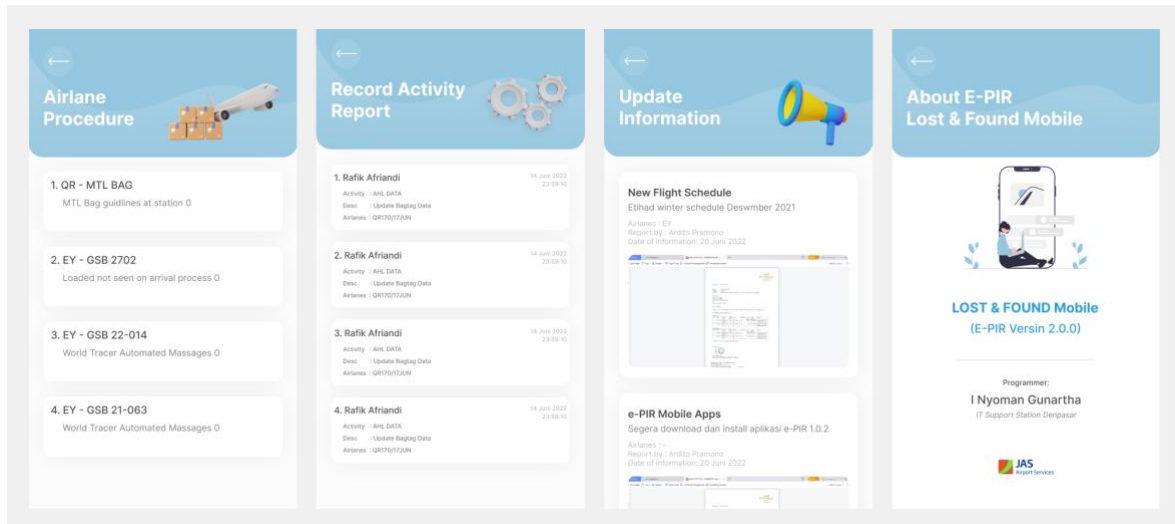 Airlane
Procedure
1. QR - MTL BAG
MTL Bag guidlines at station 0
2. EY - GSB 2702
Loaded not seen on arrival process 0
3. EY - GSB 22-014
World Tracer Automated Massages 0
4. EY - GSB 21-063
World Tracer Automated Massages 0
Record Activity
Report
1. Rafik Afriandi
14 Juni 2022
23:59:10
Activity : AHL DATA
Desc : Update Bagtag Data
Airlanes : QR170/17JUN
2. Rafik Afriandi
14 Juni 2022
23:59:10
Activity : AHL DATA
Desc : Update Bagtag Data
Airlanes : QR170/17JUN
3. Rafik Afriandi
14 Juni 2022
23:59:10
Activity : AHL DATA
Desc : Update Bagtag Data
Airlanes : QR170/17JUN
4. Rafik Afriandi
14 Juni 2022
23:59:10
Activity : AHL DATA
Desc : Update Bagtag Data
Airlanes : QR170/17JUN
Update
Information
New Flight Schedule
Etihad winter schedule Deswmber 2021
Airlanes : EY
Report by : Ardito Pramono
Date of information: 20 Juni 2022
e-PIR Mobile Apps
Segera download dan install aplikasi e-PIR 1.0.2
Airlanes : -
Report by : Ardito Pramono
Date of information: 20 Juni 2022
About E-PIR
Lost & Found Mobile
LOST & FOUND Mobile
(E-PIR Versin 2.0.0)
Programmer:
I Nyoman Gunartha
IT Support Station Denpasar
JAS
Airport Services